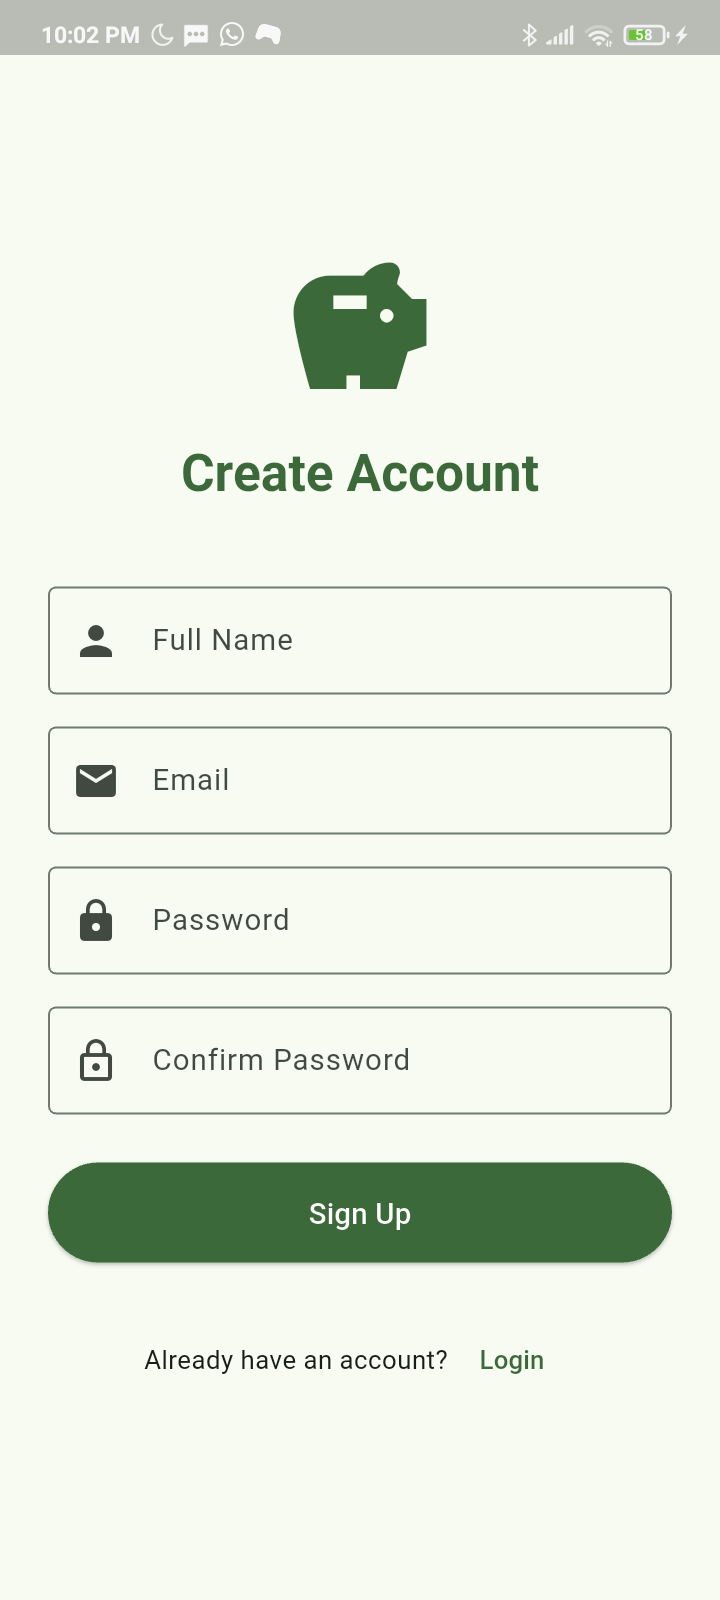 10:02 PM
58
Create Account
Full Name
Email
Password
Confirm Password
Sign Up
Already have an account? Login